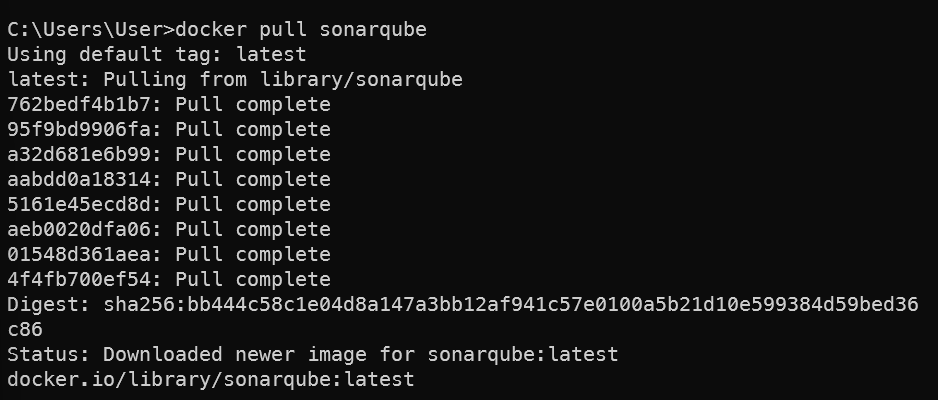 C:\Users\User>docker pull sonarqube
Using default tag: latest
latest: Pulling from library/sonarqube
762bedf4b1b7: Pull complete
95f9bd9906fa: Pull complete
a32d681e6b99: Pull complete
aabdd0a18314: Pull complete
5161e45ecd8d: Pull complete
aeb0020dfa06: Pull complete
01548d361aea: Pull complete
4f4fb700ef54: Pull complete
Digest: sha256:bb444c58c1e04d8a147a3bb12af941c57e0100a5b21d10e599384d59bed36
c86
Status: Downloaded newer image for sonarqube:latest
docker.io/library/sonarqube:latest